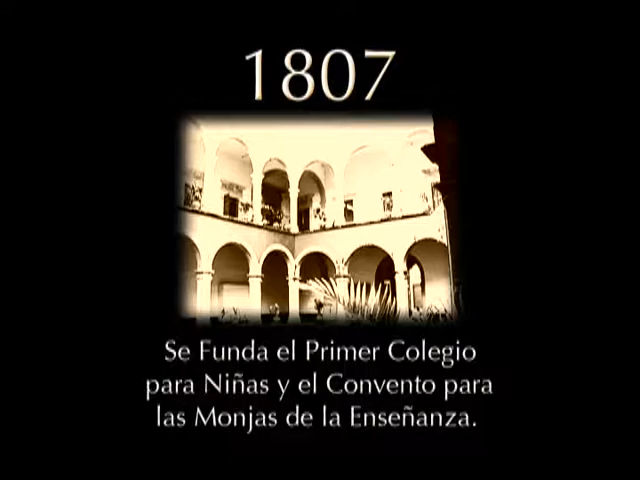 1807
Se Funda el Primer Colegio
para Niñas y el Convento para
las Monjas de la Enseñanza.